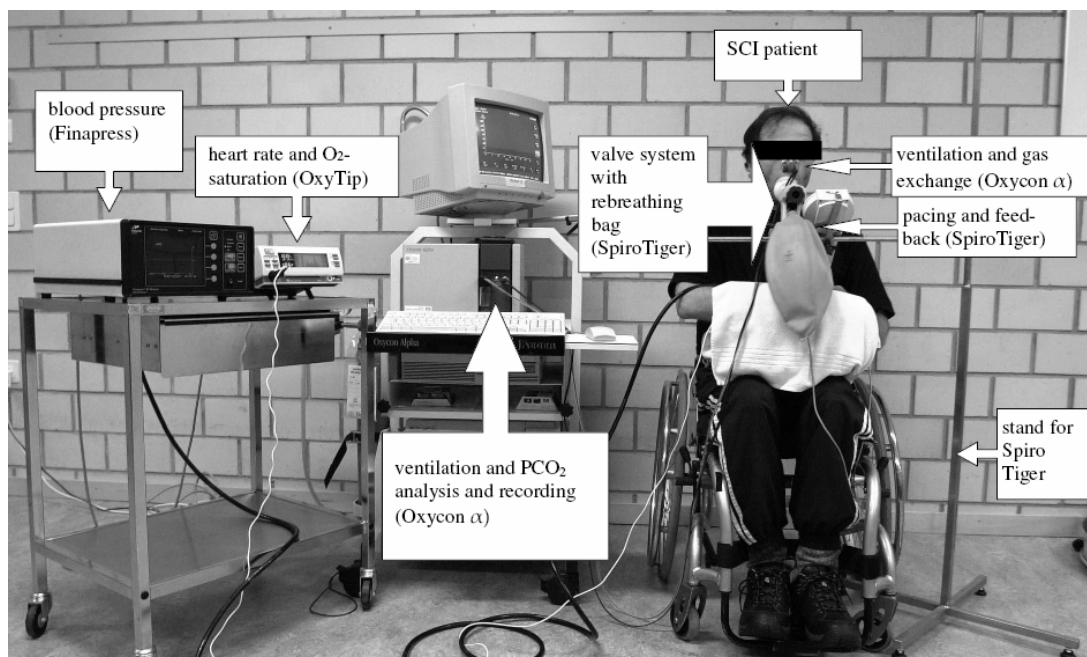 SCI patient
blood pressure
(Finapress)
heart rate and O₂-
saturation (OxyTip)
valve system
with
rebreathing
bag
(SpiroTiger)
ventilation and gas
exchange (Oxycon α)
pacing and feed-
back (SpiroTiger)
Oxycon Alpha
Jaeger
ventilation and PCO₂
analysis and recording
(Oxycon α)
stand for
Spiro
Tiger